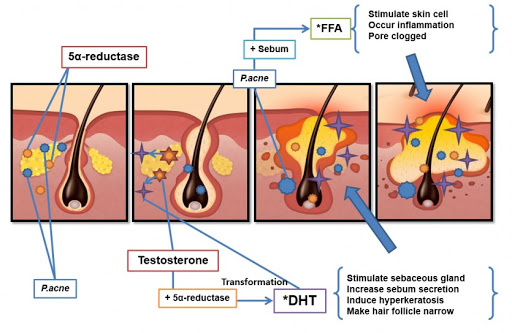 *FFA
Stimulate skin cell
Occur inflammation
Pore clogged
+ Sebum
5α-reductase
P.acne
Testosterone
P.acne
Transformation
+ 5α-reductase
*DHT
Stimulate sebaceous gland
Increase sebum secretion
Induce hyperkeratosis
Make hair follicle narrow